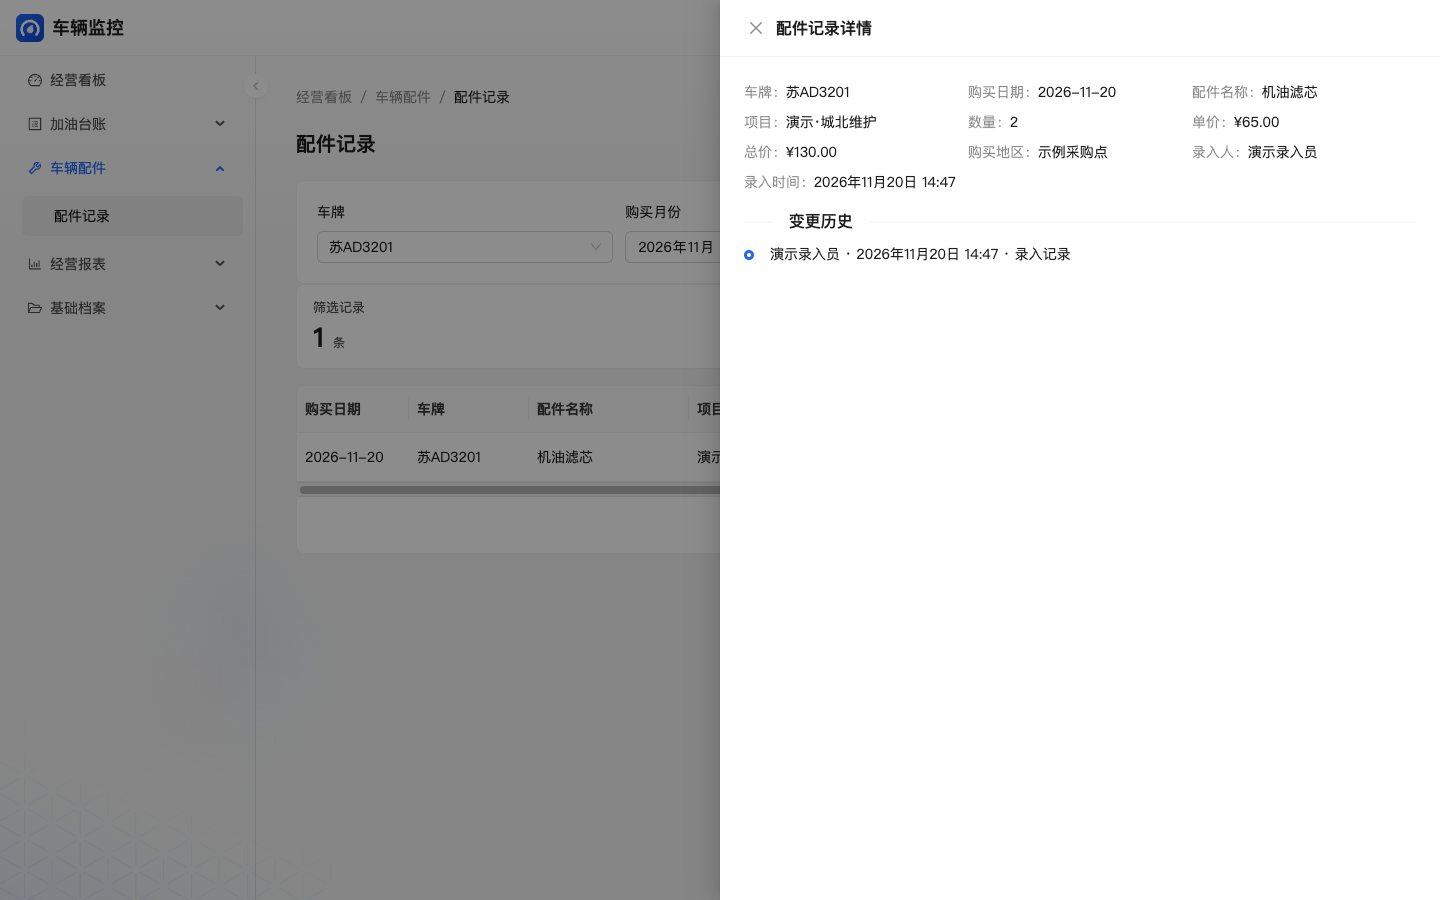 车辆监控
经营看板
加油台账
车辆配件
配件记录
经营报表
基础档案
经营看板 / 车辆配件 / 配件记录
配件记录
车牌
购买月份
苏AD3201
2026年11月
筛选记录
1 条
购买日期 车牌 配件名称 项目
2026-11-20 苏AD3201 机油滤芯 演示
配件记录详情
车牌: 苏AD3201 购买日期: 2026-11-20 配件名称: 机油滤芯
项目: 演示·城北维护 数量: 2 单价: ¥65.00
总价: ¥130.00 购买地区: 示例采购点 录入人: 演示录入员
录入时间: 2026年11月20日 14:47
变更历史
演示录入员 · 2026年11月20日 14:47 · 录入记录